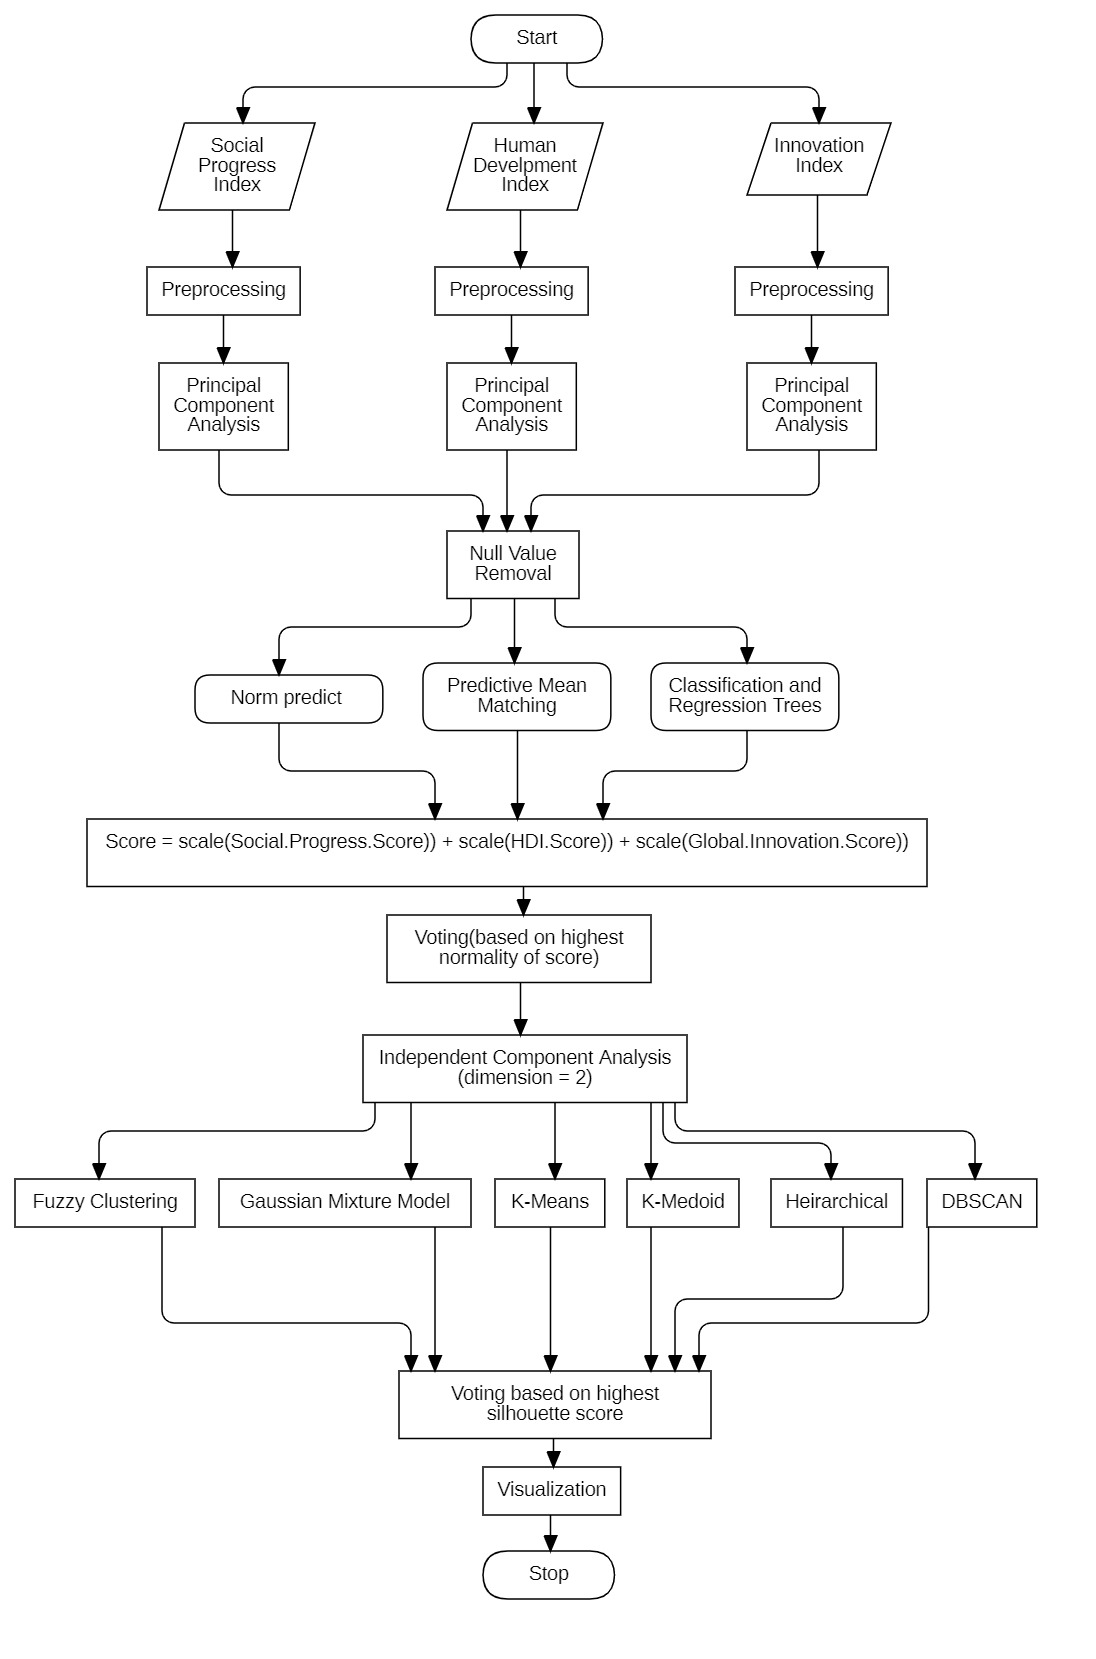 Start
Social
Progress
Index
Human
Develpment
Index
Innovation
Index
Preprocessing
Preprocessing
Preprocessing
Principal
Component
Analysis
Principal
Component
Analysis
Principal
Component
Analysis
Null Value
Removal
Norm predict
Predictive Mean
Matching
Classification and
Regression Trees
Score = scale(Social.Progress.Score)) + scale(HDI.Score)) + scale(Global.Innovation.Score))
Voting(based on highest
normality of score)
Independent Component Analysis
(dimension = 2)
Fuzzy Clustering
Gaussian Mixture Model
K-Means
K-Medoid
Heirarchical
DBSCAN
Voting based on highest
silhouette score
Visualization
Stop